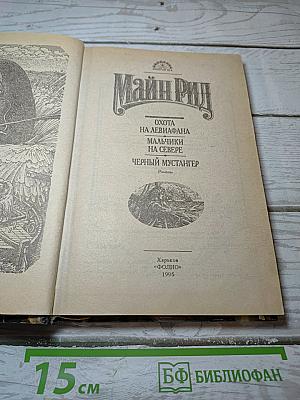 МАЙН РИД
ОХОТА
НА ЛЕВИАФАНА
МАЛЬЧИКИ
НА СЕВЕРЕ
ЧЕРНЫЙ МУСТАНГЕР
(Романы)
Харьков
«ФОЛИО»
1995
15 см
БФ БИБЛИОФАН